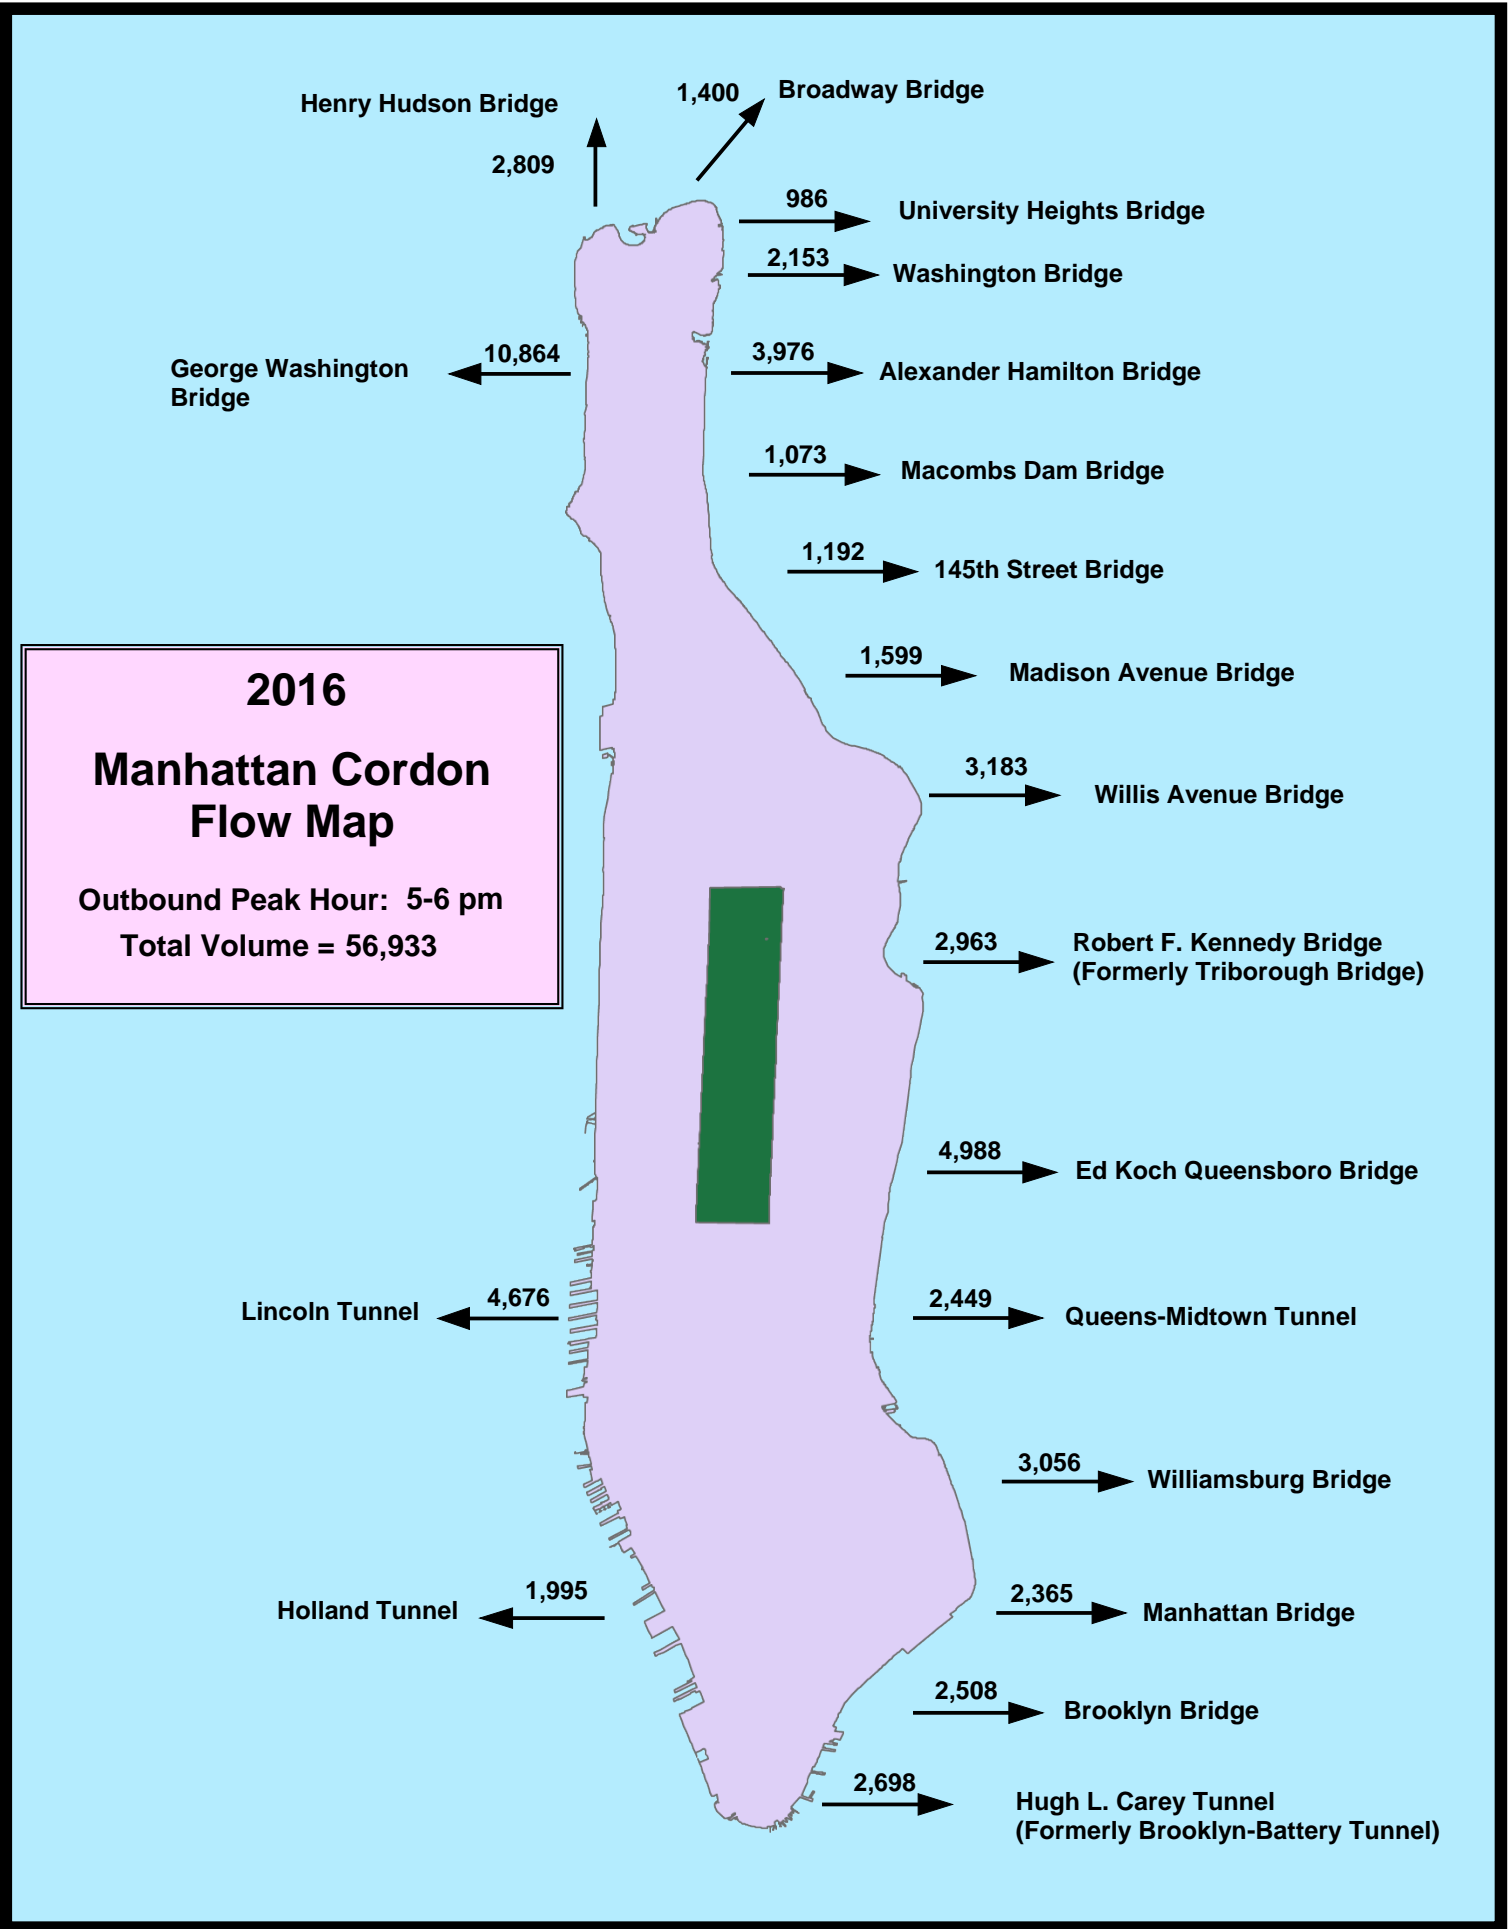 1,400
Broadway Bridge
Henry Hudson Bridge
2,809
986
University Heights Bridge
2,153
Washington Bridge
10,864
George Washington
Bridge
3,976
Alexander Hamilton Bridge
1,073
Macombs Dam Bridge
1,192
145th Street Bridge
1,599
Madison Avenue Bridge
2016
Manhattan Cordon
Flow Map
Outbound Peak Hour: 5-6 pm
Total Volume = 56,933
3,183
Willis Avenue Bridge
2,963
Robert F. Kennedy Bridge
(Formerly Triborough Bridge)
4,988
Ed Koch Queensboro Bridge
4,676
Lincoln Tunnel
2,449
Queens-Midtown Tunnel
3,056
Williamsburg Bridge
1,995
Holland Tunnel
2,365
Manhattan Bridge
2,508
Brooklyn Bridge
2,698
Hugh L. Carey Tunnel
(Formerly Brooklyn-Battery Tunnel)